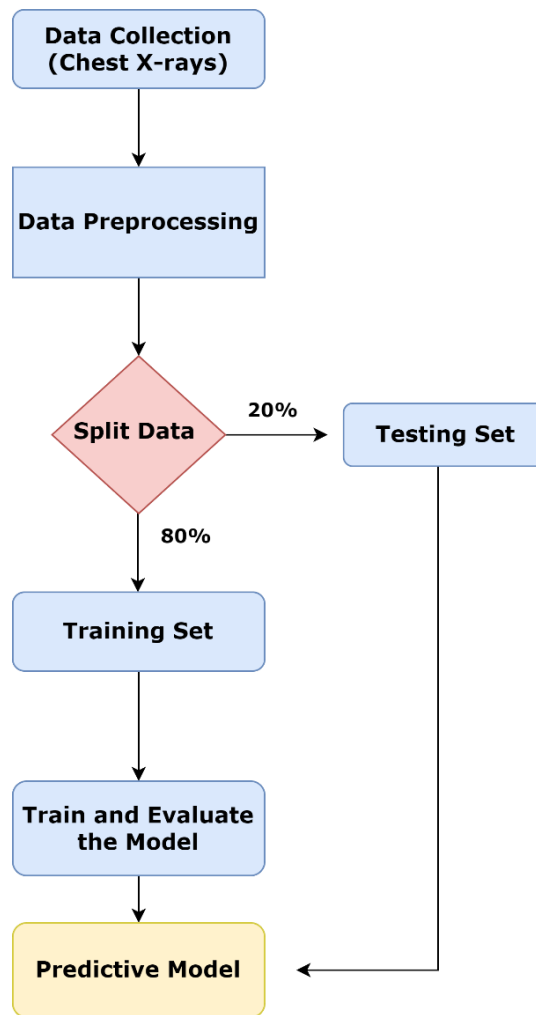 Data Collection
(Chest X-rays)
Data Preprocessing
Split Data
20%
Testing Set
80%
Training Set
Train and Evaluate
the Model
Predictive Model